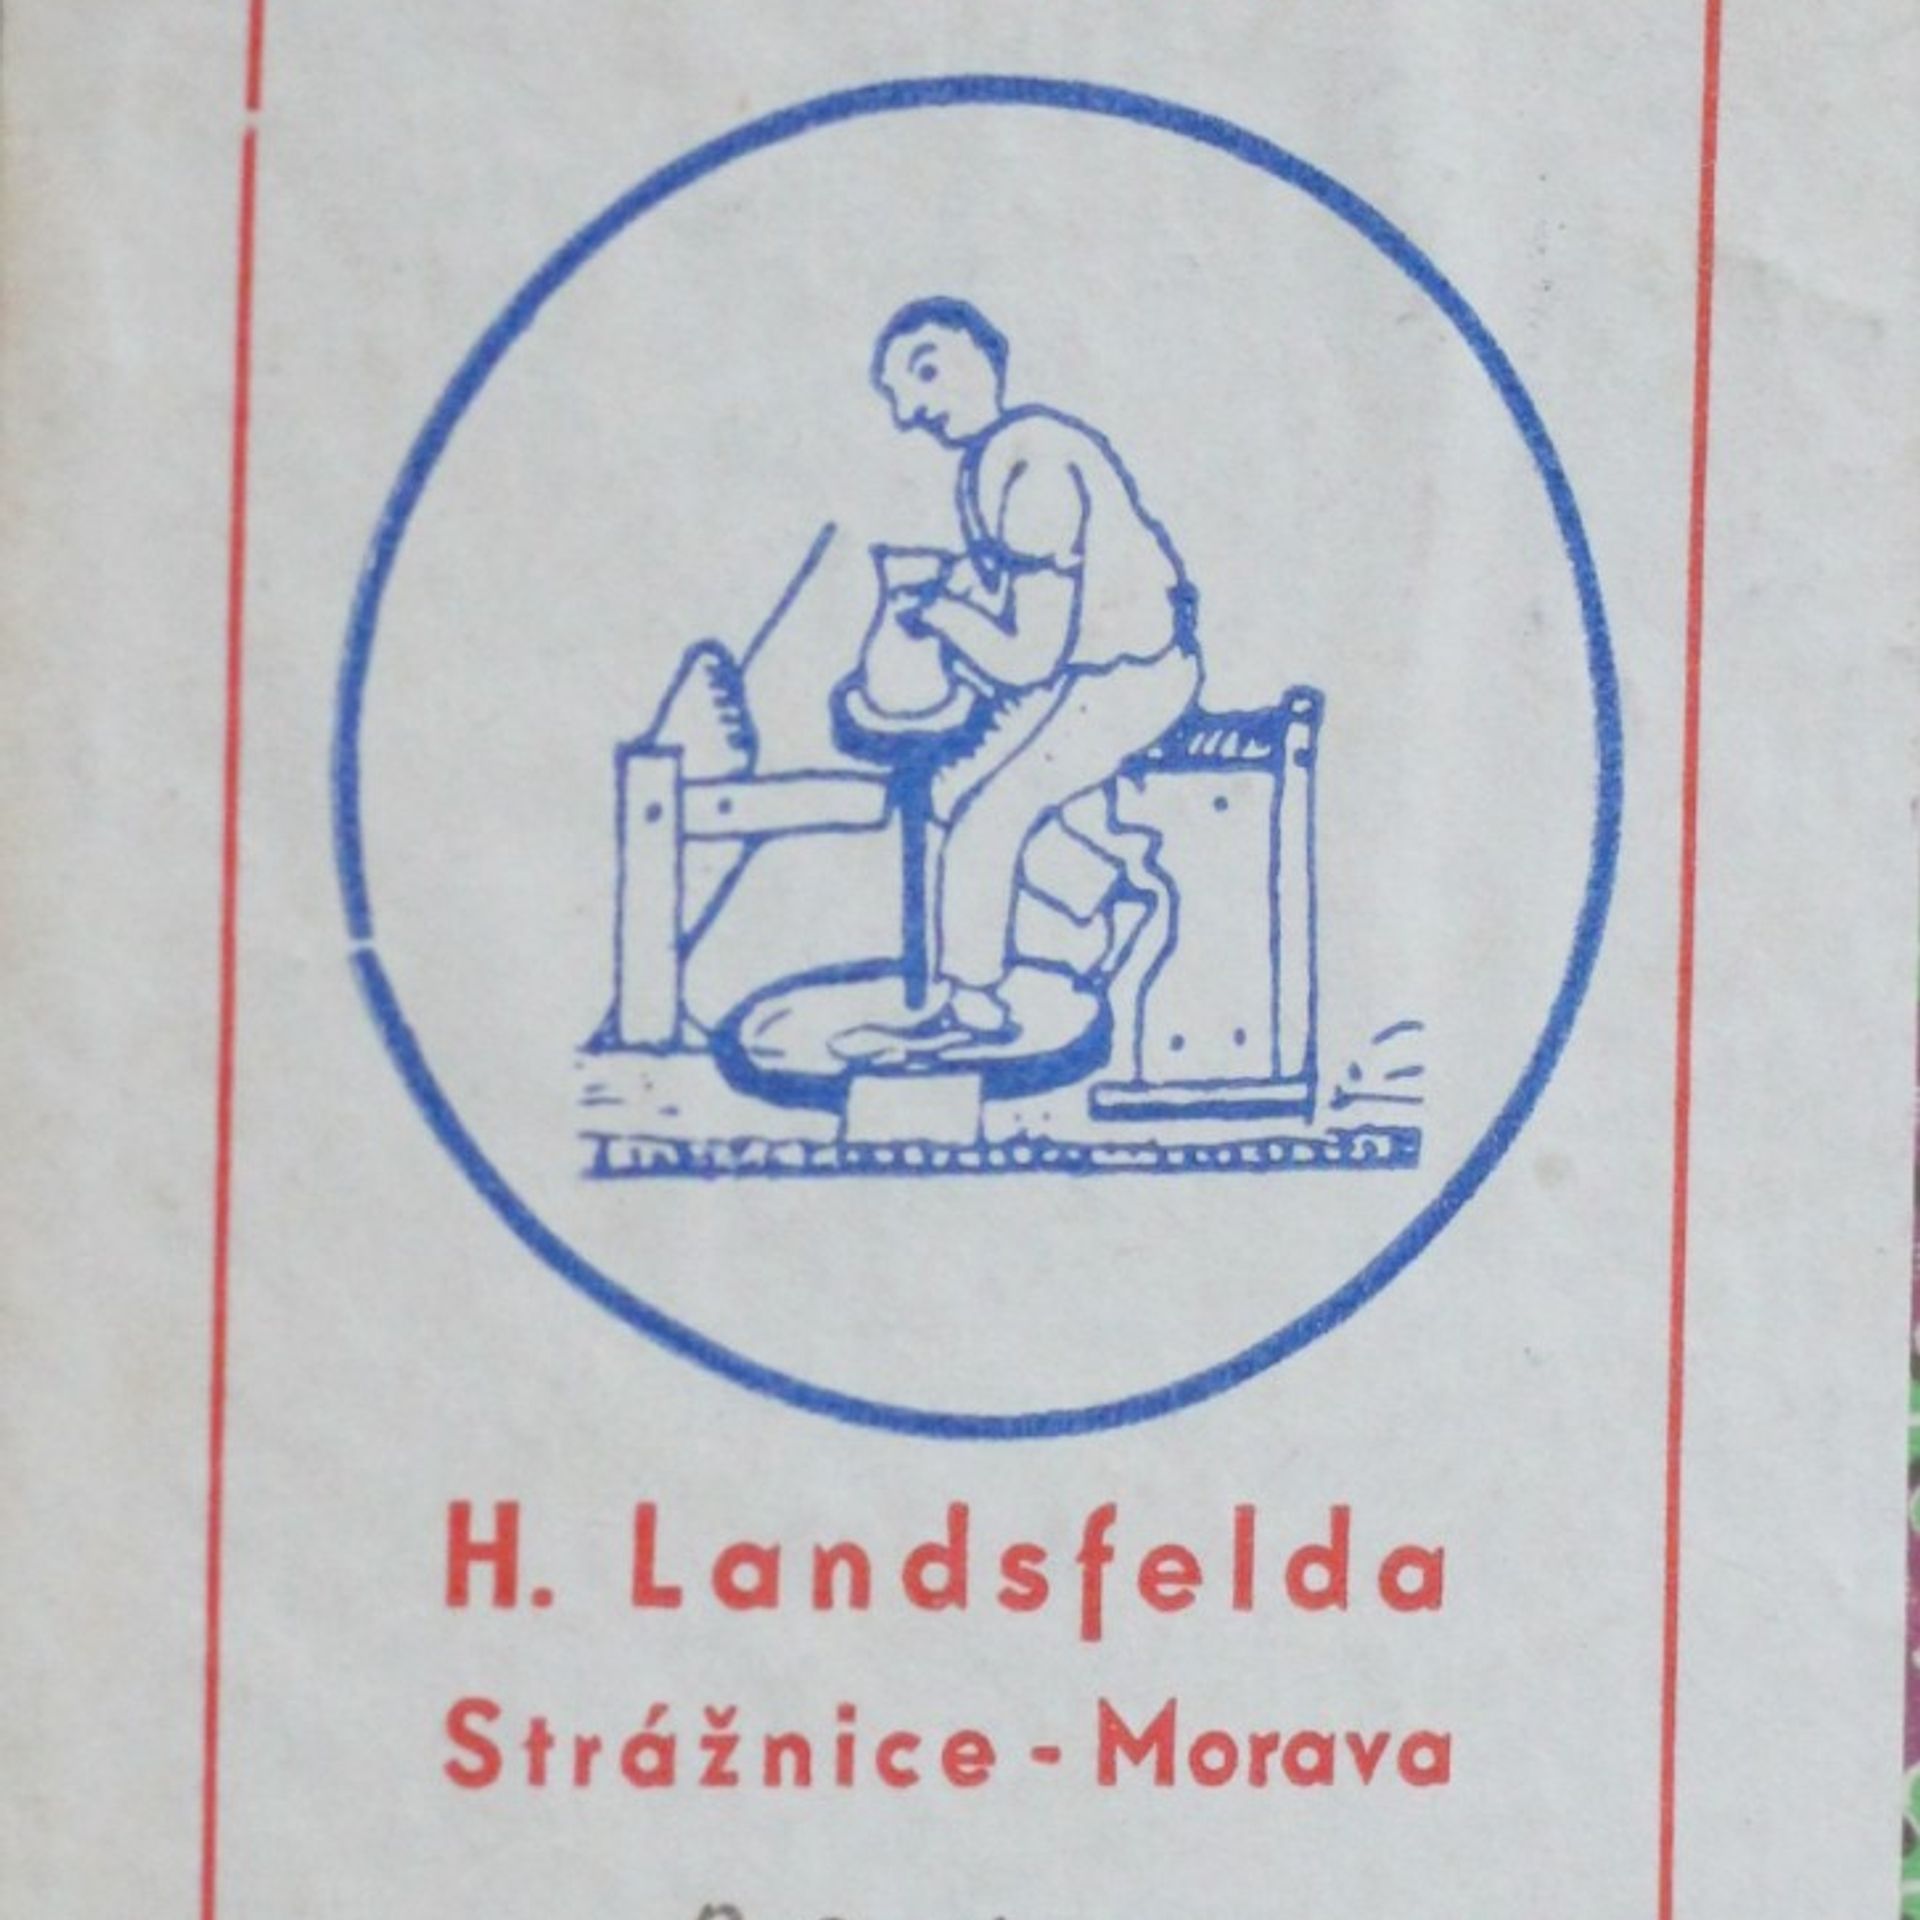 H. Landsfelda
Strážnice - Morava